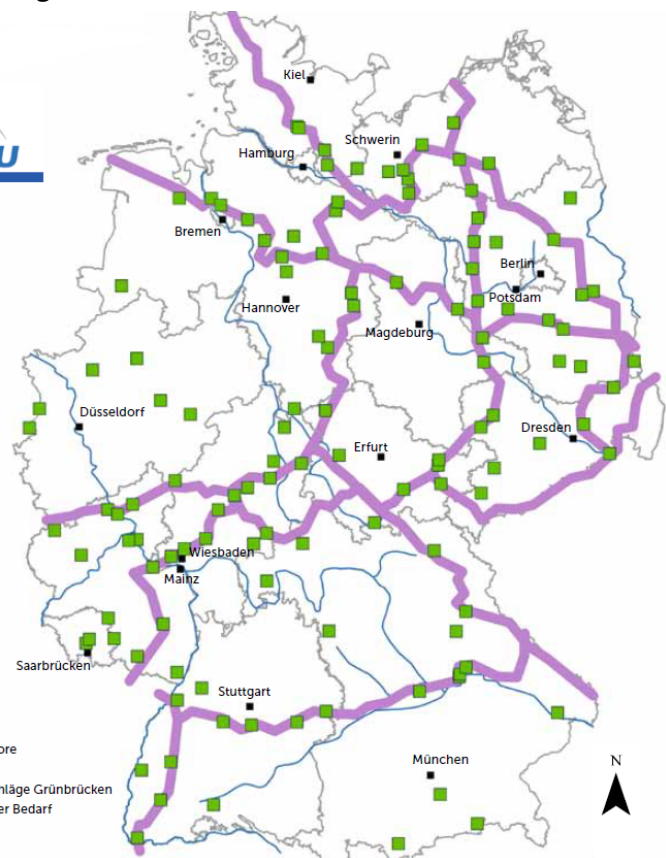 Kiel
Schwerin
Hamburg
Bremen
Berlin
Potsdam
Hannover
Magdeburg
Düsseldorf
Dresden
Erfurt
Wiesbaden
Mainz
Saarbrücken
Stuttgart
ore
München
N
hläge Grünbrücken
er Bedarf